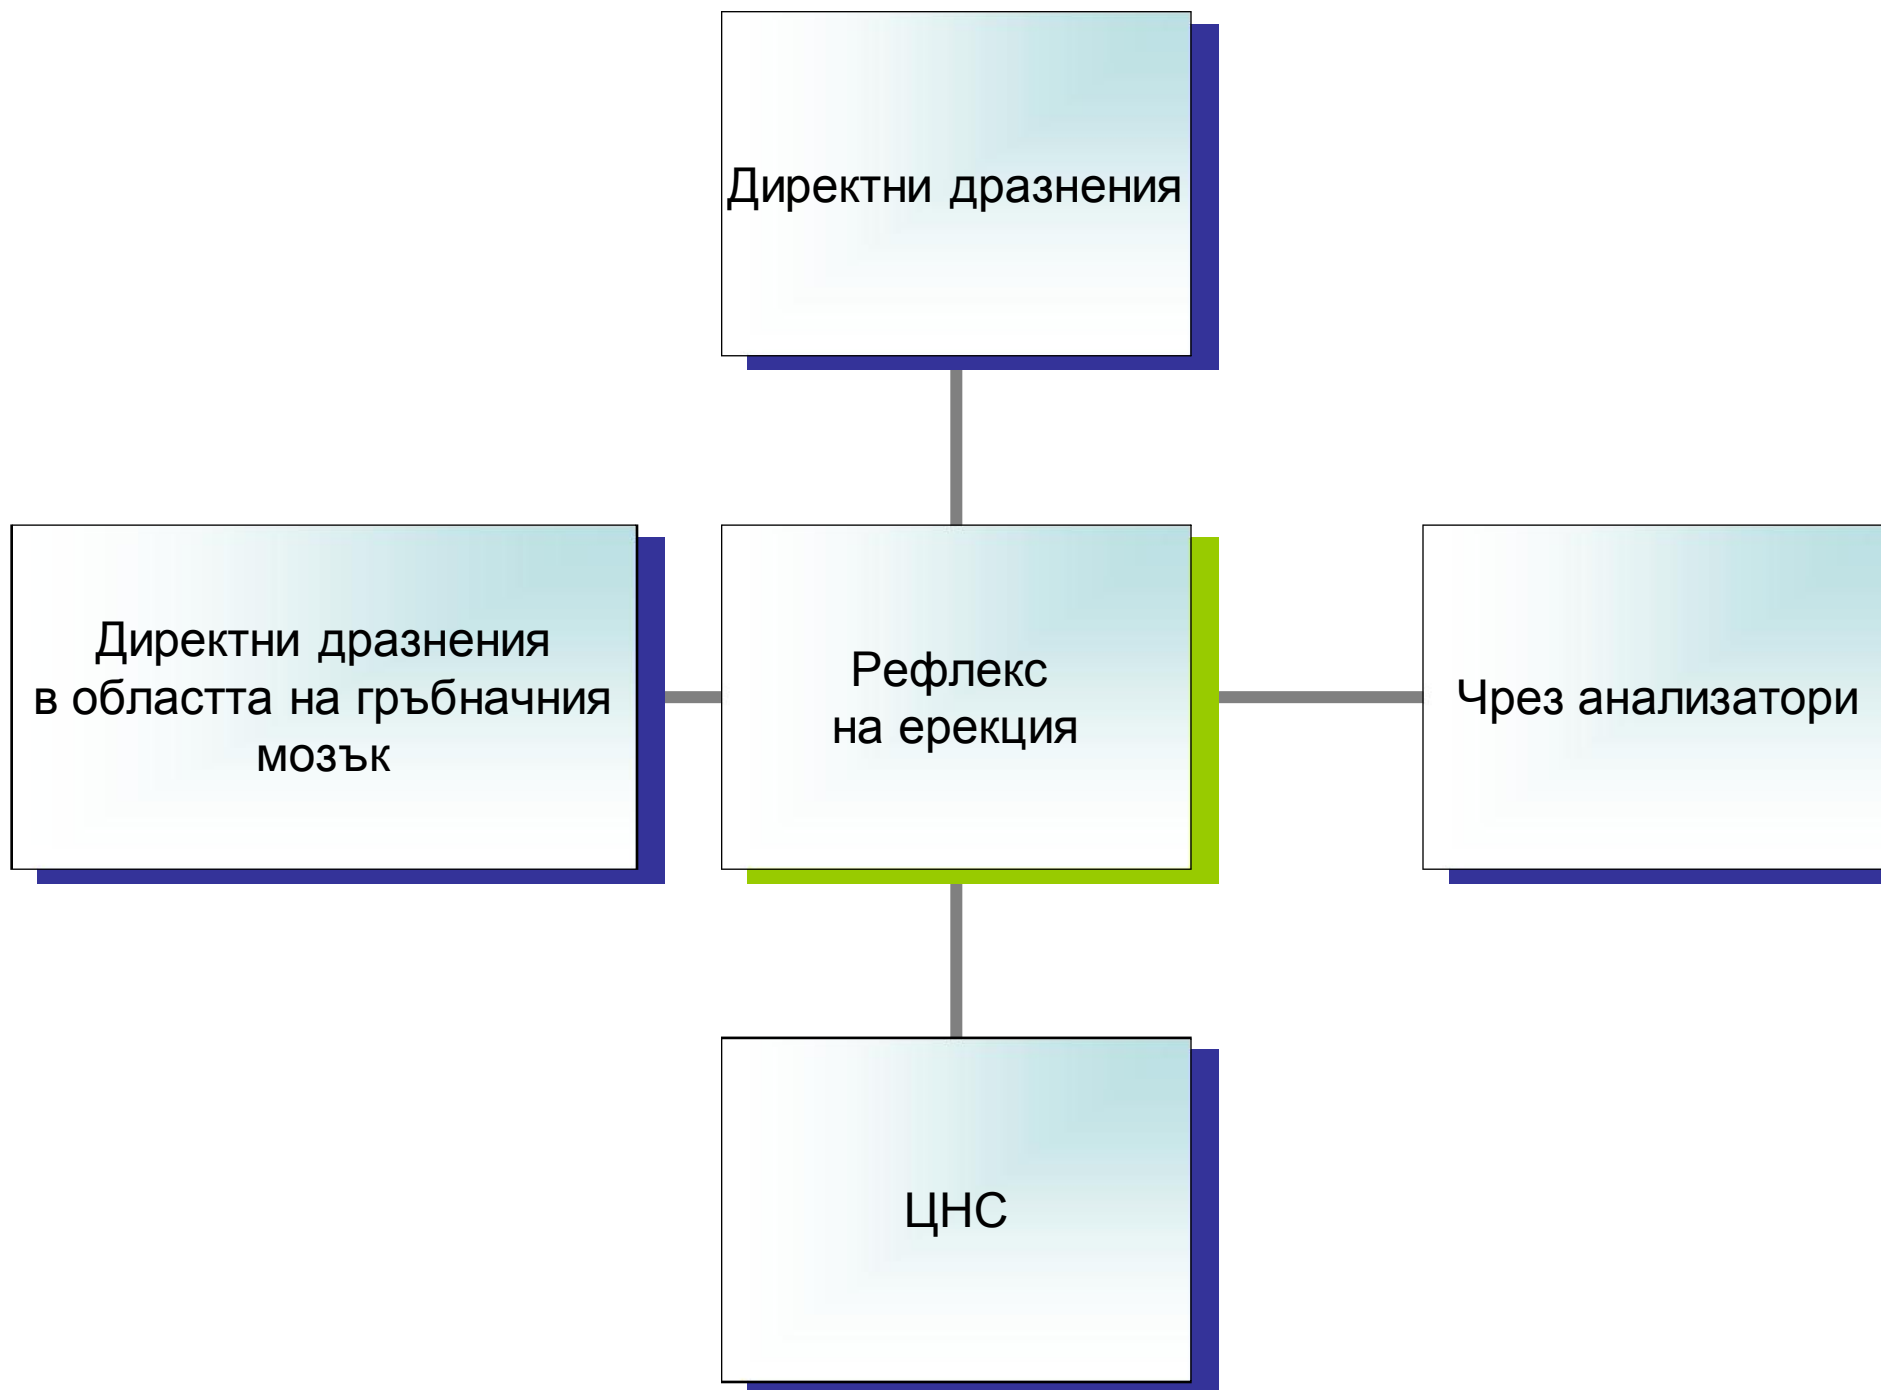 Директни дразнения
Директни дразнения
в областта на гръбначния
мозък
Рефлекс
на ерекция
Чрез анализатори
ЦНС